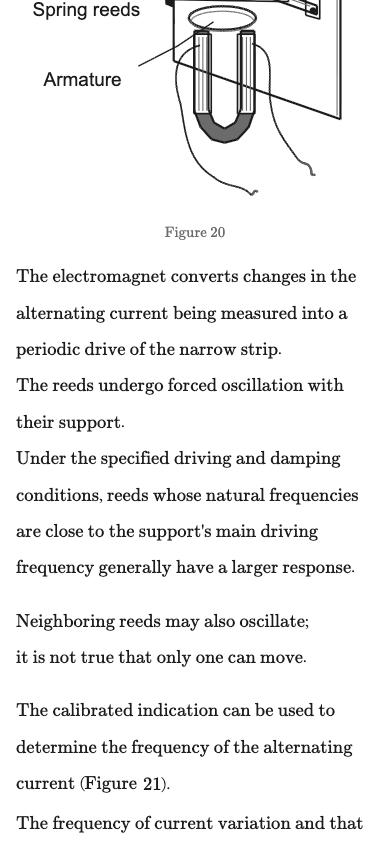 Spring reeds
Armature
Figure 20
The electromagnet converts changes in the
alternating current being measured into a
periodic drive of the narrow strip.
The reeds undergo forced oscillation with
their support.
Under the specified driving and damping
conditions, reeds whose natural frequencies
are close to the support's main driving
frequency generally have a larger response.
Neighboring reeds may also oscillate;
it is not true that only one can move.
The calibrated indication can be used to
determine the frequency of the alternating
current (Figure 21).
The frequency of current variation and that